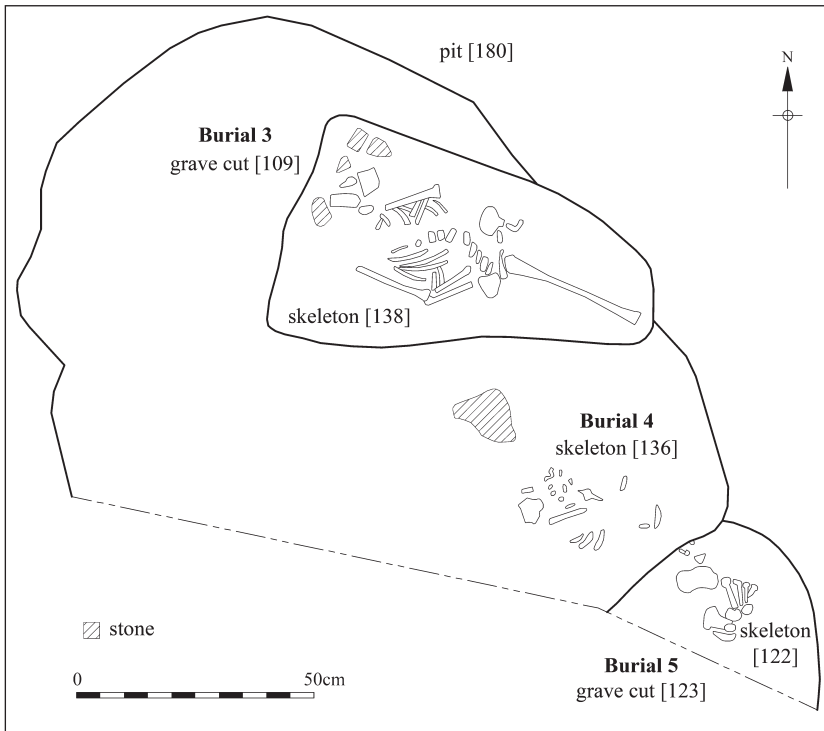 pit [180]
N
Burial 3
grave cut [109]
skeleton [138]
Burial 4
skeleton [136]
stone
skeleton
[122]
Burial 5
grave cut [123]
0
50cm